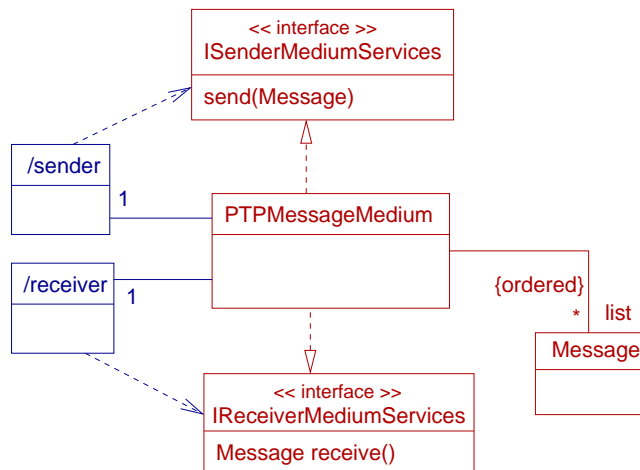 << interface >>
ISenderMediumServices
send(Message)
/sender
1
PTPMessageMedium
/receiver
1
{ordered}
* list
Message
<< interface >>
IReceiverMediumServices
Message receive()